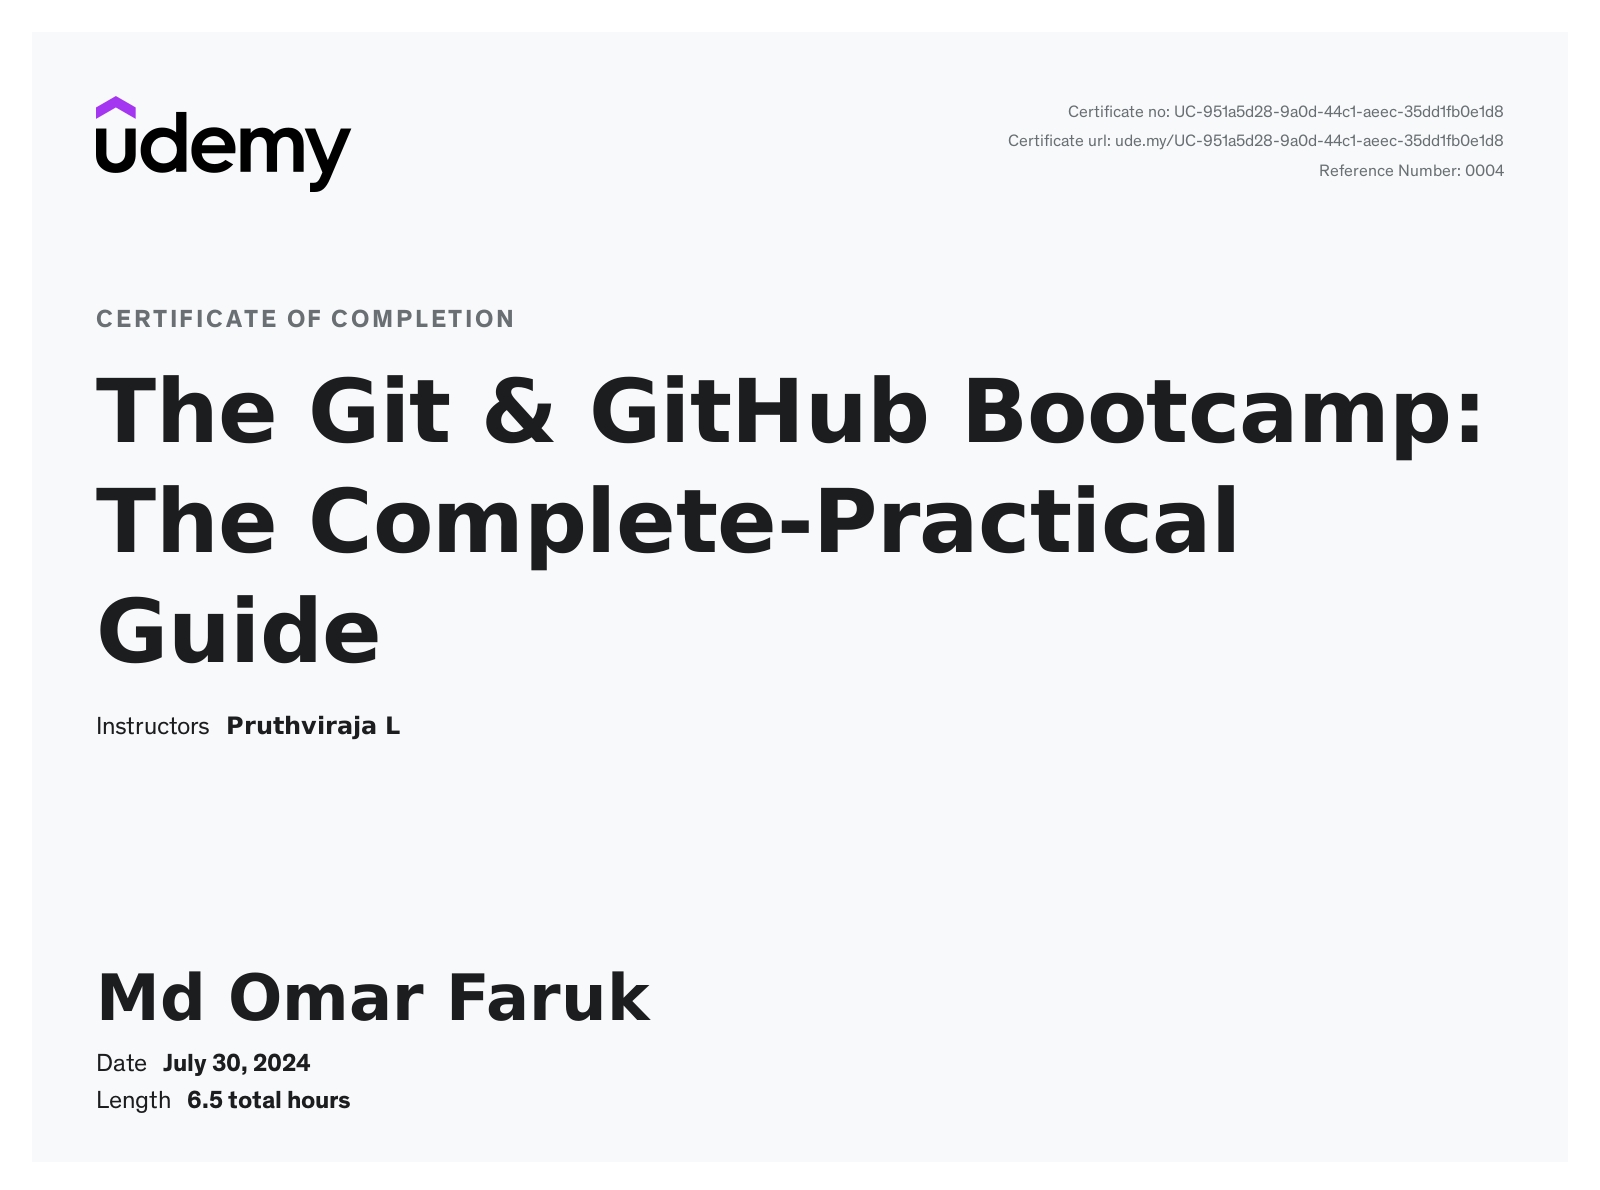 udemy
Certificate no: UC-951a5d28-9a0d-44c1-aeec-35dd1fb0e1d8
Certificate url: ude.my/UC-951a5d28-9a0d-44c1-aeec-35dd1fb0e1d8
Reference Number: 0004
CERTIFICATE OF COMPLETION
The Git & GitHub Bootcamp:
The Complete-Practical
Guide
Instructors Pruthviraja L
Md Omar Faruk
Date July 30, 2024
Length 6.5 total hours